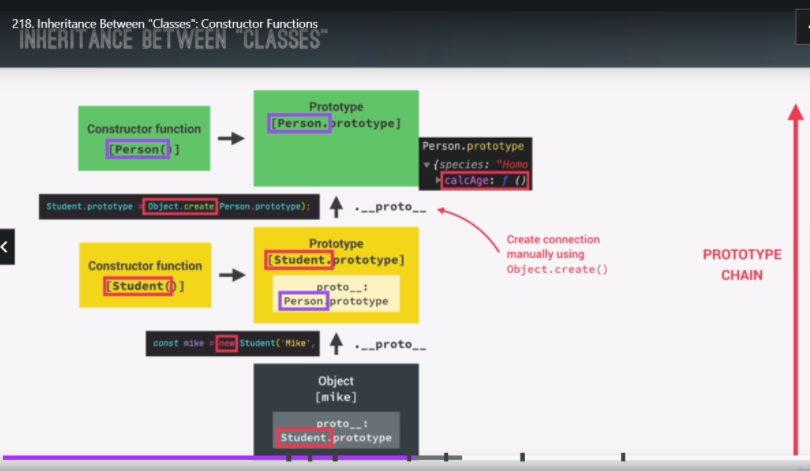 218. Inheritance Between "Classes": Constructor Functions
INHERITANCE BETWEEN "CLASSES"
Prototype
[Person.prototype]
Constructor function
[Person()]
Person.prototype
▼{species: "Homo
▶calcAge: ƒ ()
Student.prototype = Object.create(Person.prototype);
.__proto__
Create connection
manually using
Object.create()
Prototype
[Student.prototype]
Constructor function
[Student()]
proto__:
Person.prototype
PROTOTYPE
CHAIN
const mike = new Student('Mike',
.__proto__
Object
[mike]
proto__:
Student.prototype